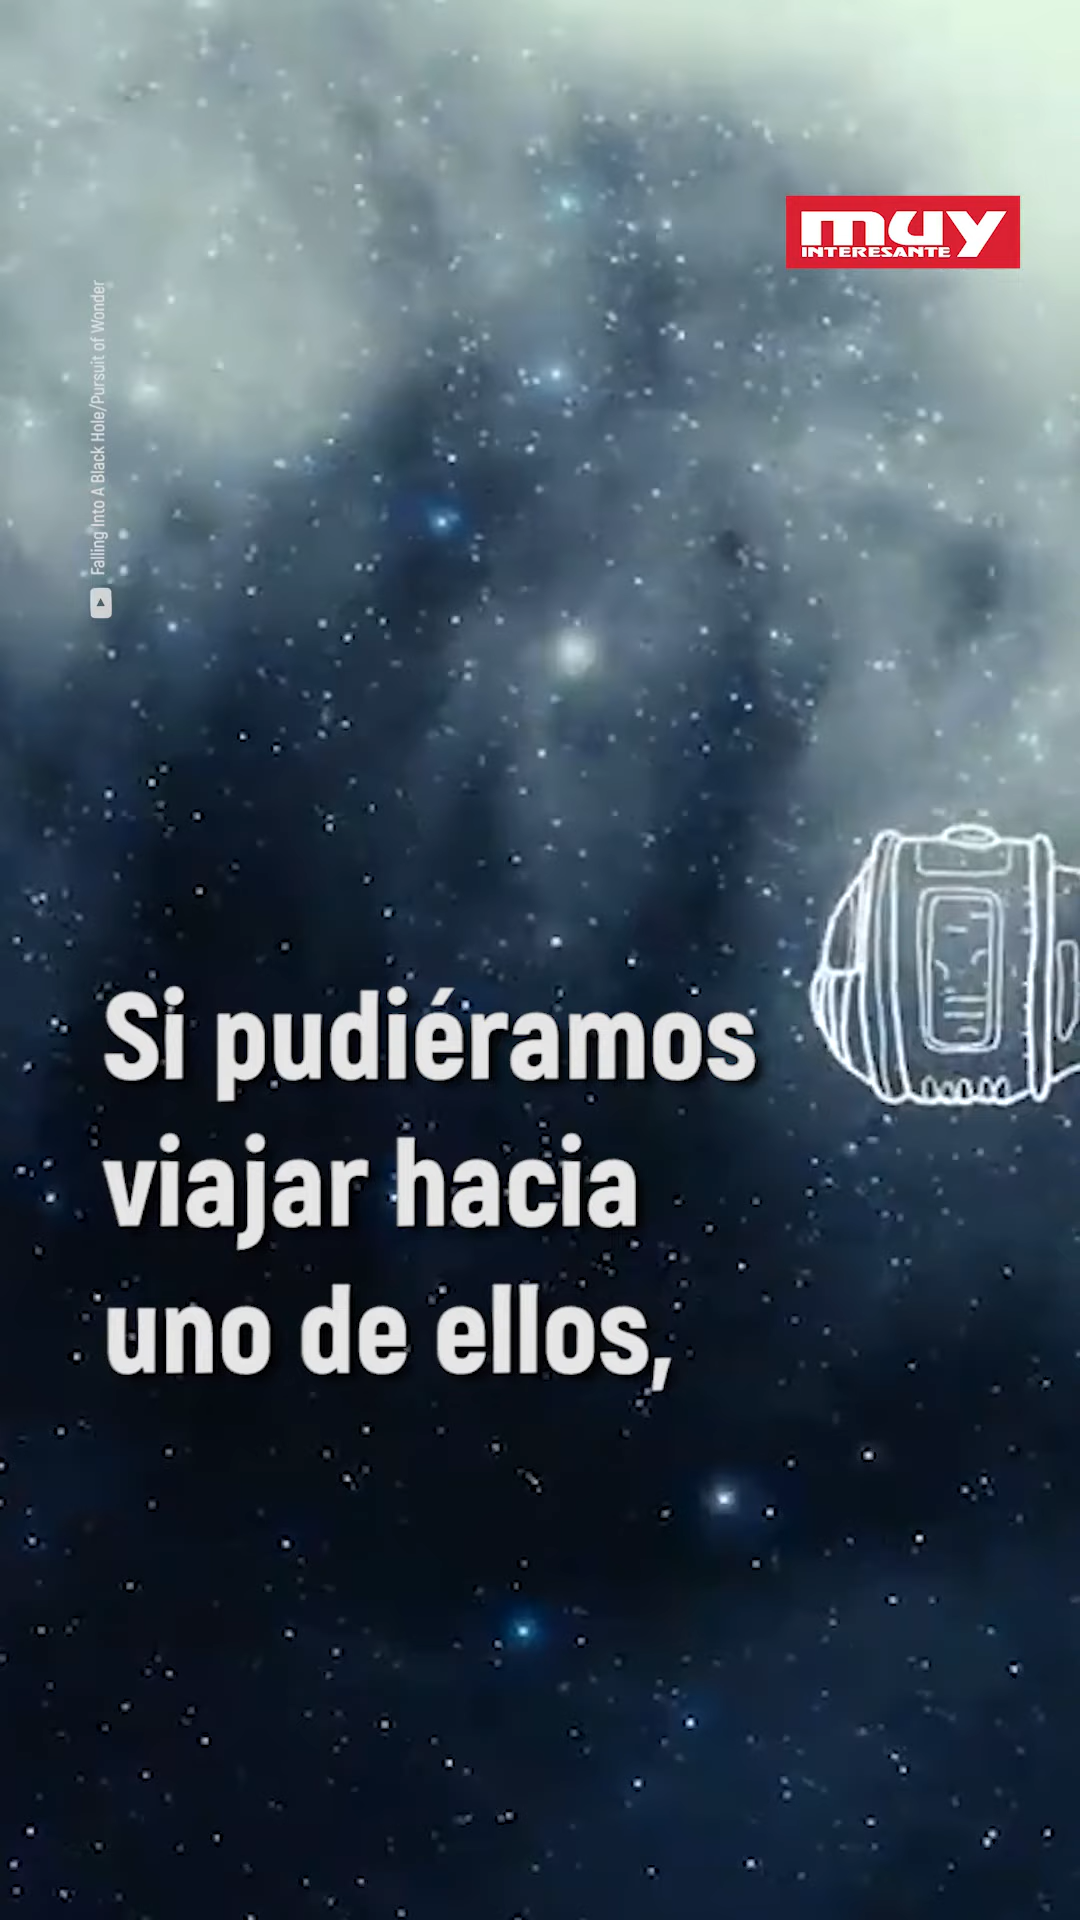 muy
INTERESANTE
Falling Into A Black Hole/Pursuit of Wonder
Si pudiéramos
viajar hacia
uno de ellos,